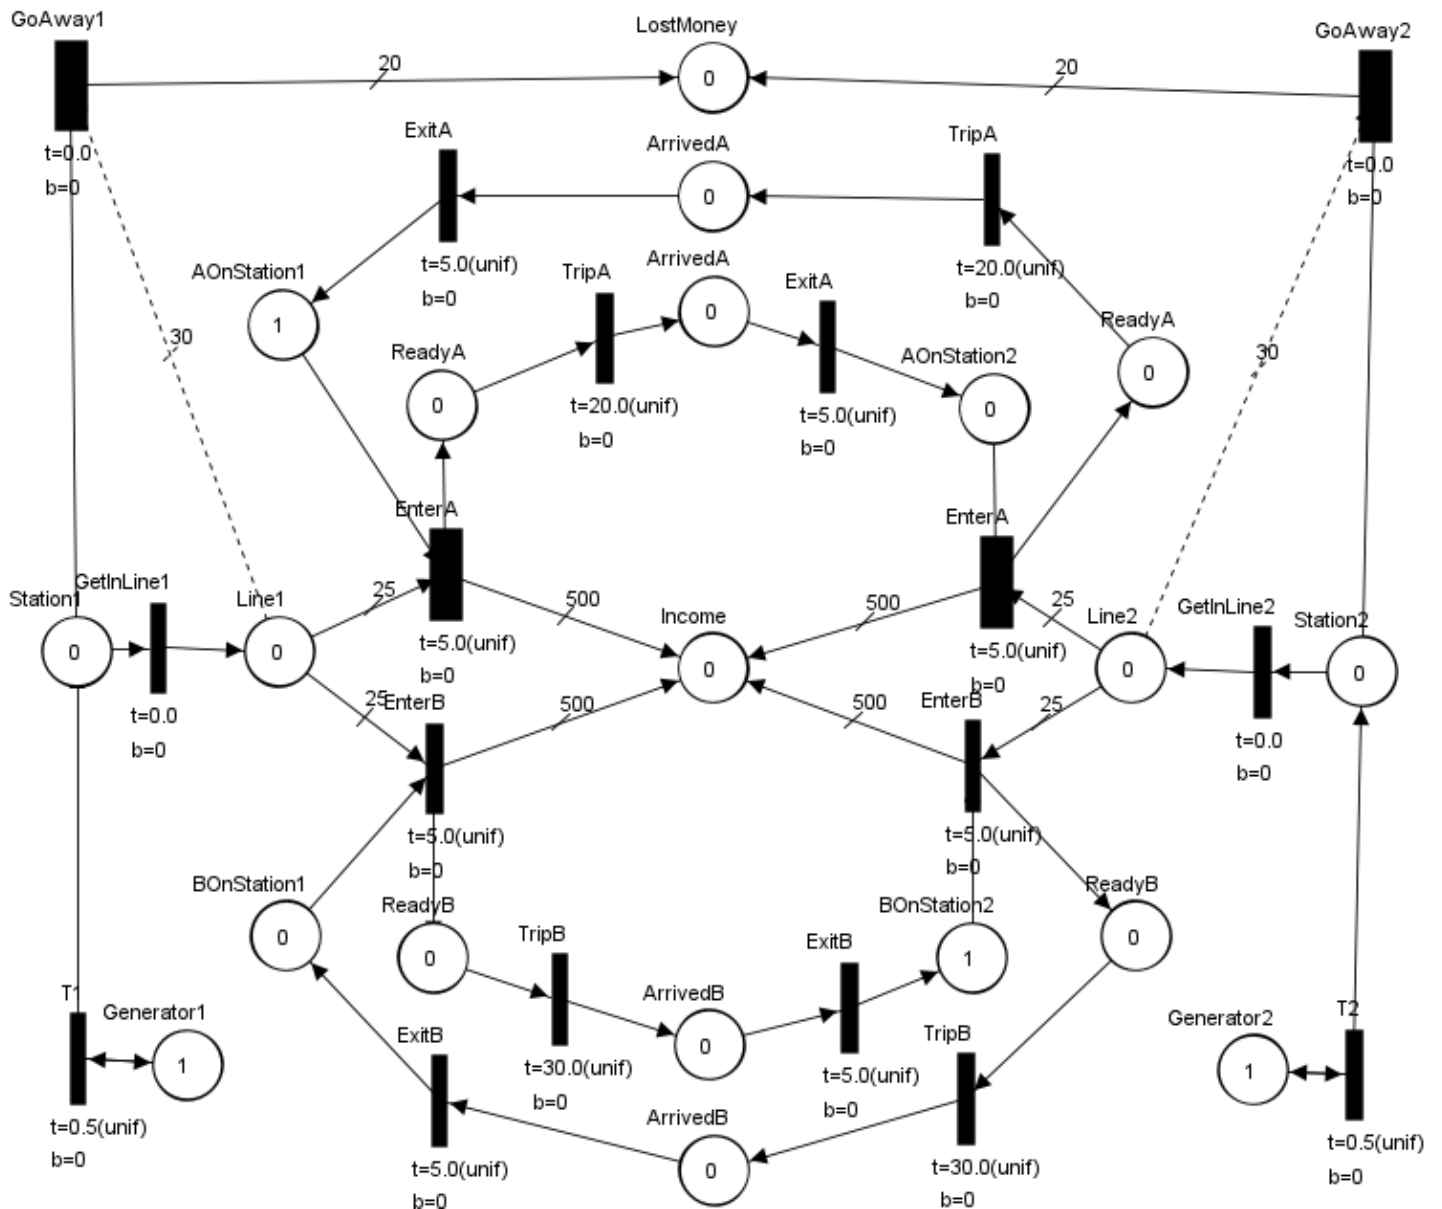 GoAway1
LostMoney
GoAway2
20
0
20
ExitA
ArrivedA
TripA
t=0.0
b=0
t=0.0
b=0
0
t=5.0(unif)
b=0
t=20.0(unif)
b=0
AOnStation1
TripA
ArrivedA
ExitA
1
0
ReadyA
30
ReadyA
AOnStation2
30
0
0
0
t=20.0(unif)
b=0
t=5.0(unif)
b=0
EnterA
EnterA
Station1
GetInLine1
Line1
25
500
Income
500
25
Line2
GetInLine2
Station2
0
0
t=5.0(unif)
b=0
0
t=5.0(unif)
b=0
0
0
t=0.0
b=0
25
EnterB
500
500
EnterB
25
t=0.0
b=0
t=5.0(unif)
b=0
t=5.0(unif)
b=0
BOnStation1
ReadyB
BOnStation2
ReadyB
0
0
TripB
ExitB
1
0
T1
Generator1
ArrivedB
Generator2
T2
1
ExitB
0
TripB
1
t=30.0(unif)
b=0
t=5.0(unif)
b=0
t=0.5(unif)
b=0
ArrivedB
t=0.5(unif)
b=0
t=5.0(unif)
b=0
0
t=30.0(unif)
b=0